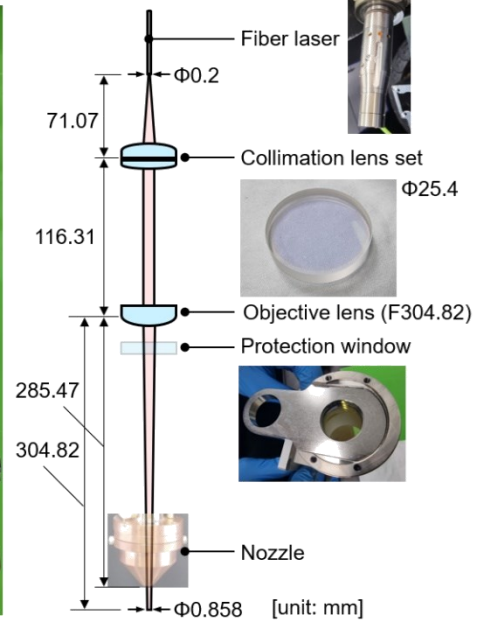 Fiber laser
Φ0.2
71.07
Collimation lens set
Φ25.4
116.31
Objective lens (F304.82)
Protection window
285.47
304.82
Nozzle
Φ0.858 [unit: mm]